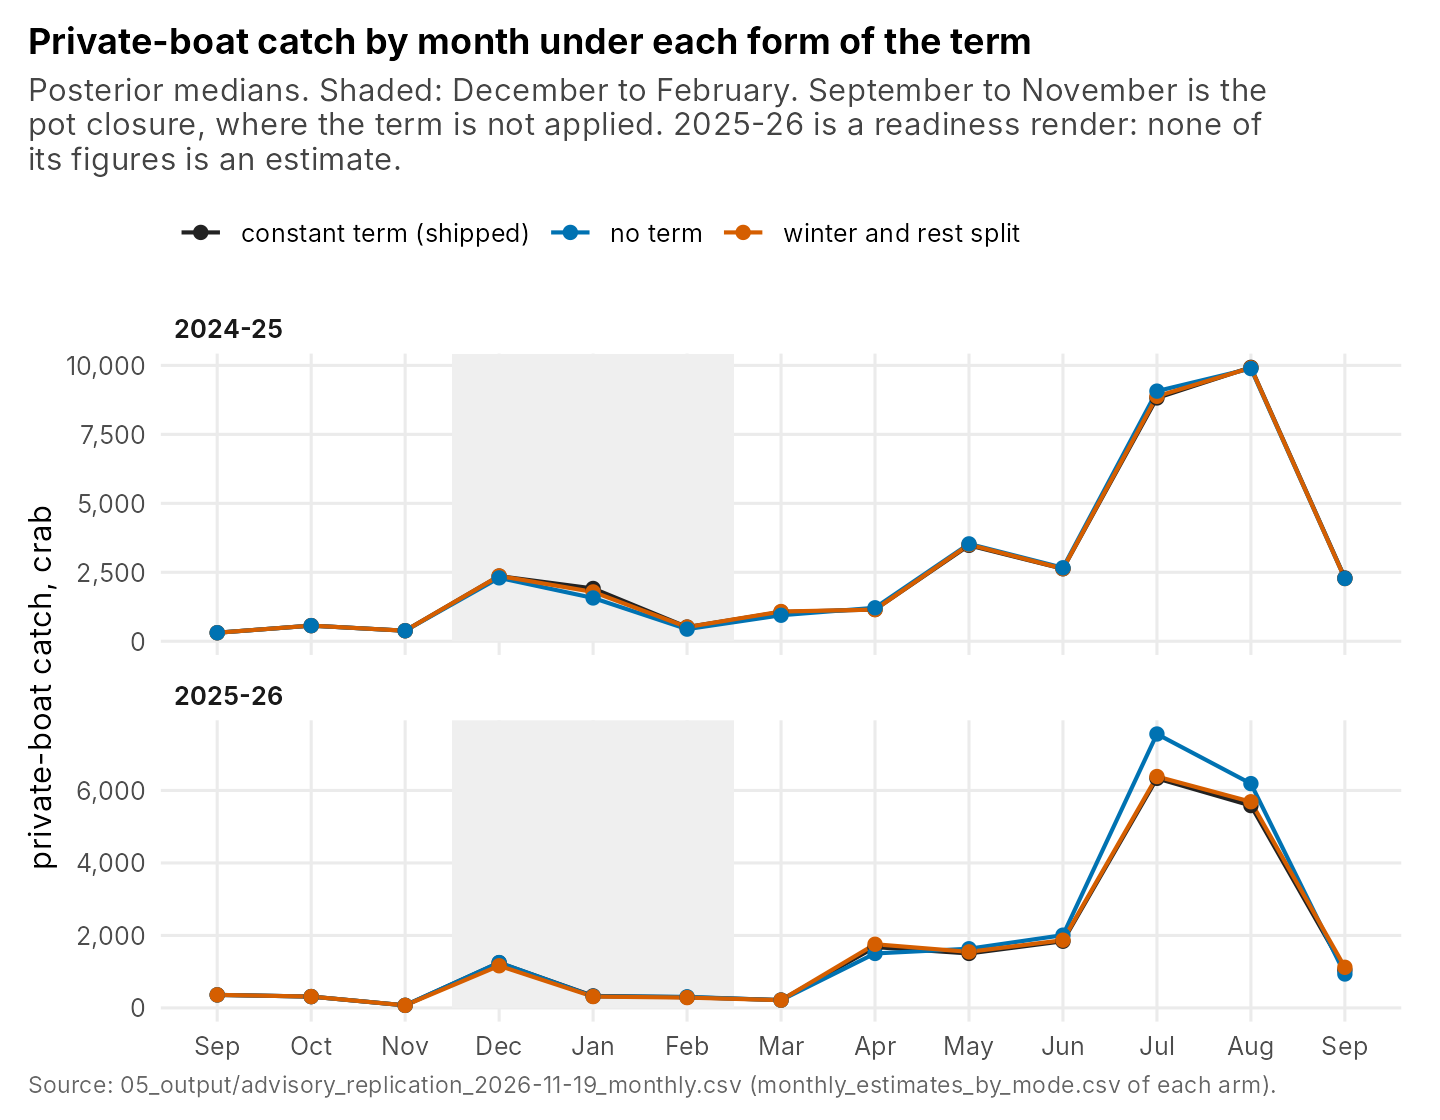 Private-boat catch by month under each form of the term
Posterior medians. Shaded: December to February. September to November is the
pot closure, where the term is not applied. 2025-26 is a readiness render: none of
its figures is an estimate.
constant term (shipped) no term winter and rest split
2024-25
10,000
7,500
5,000
2,500
0
private-boat catch, crab
2025-26
6,000
4,000
2,000
0
Sep Oct Nov Dec Jan Feb Mar Apr May Jun Jul Aug Sep
Source: 05_output/advisory_replication_2026-11-19_monthly.csv (monthly_estimates_by_mode.csv of each arm).